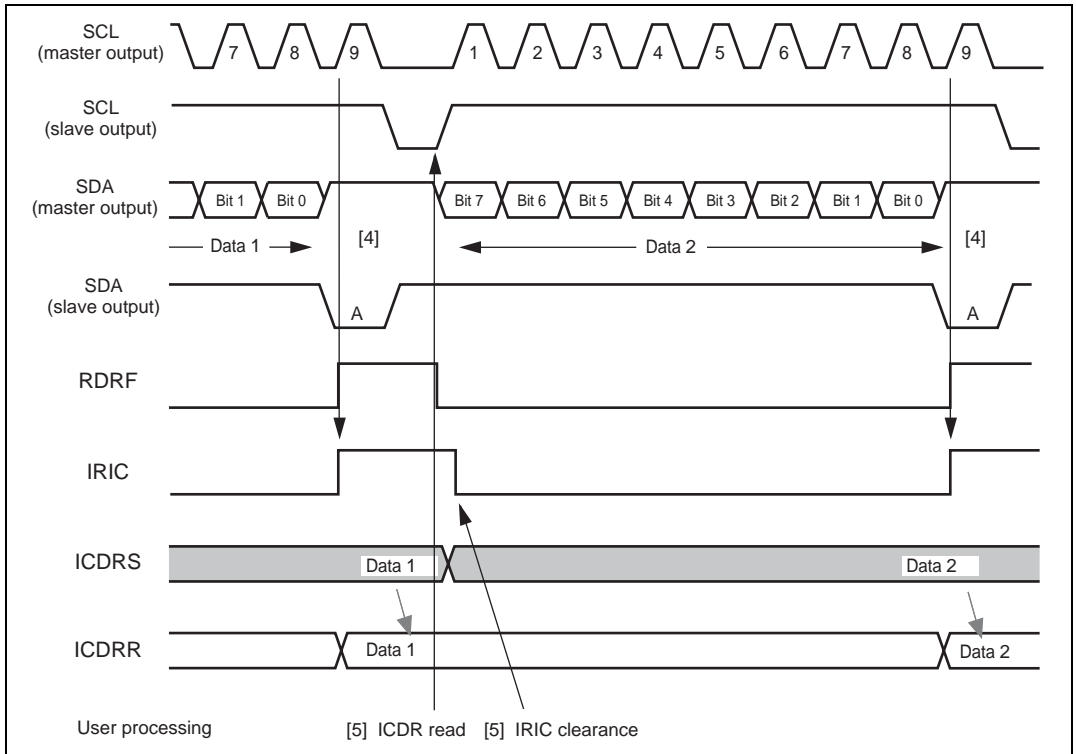 SCL
(master output)
7 8 9 1 2 3 4 5 6 7 8 9
SCL
(slave output)
SDA
(master output)
Bit 1 Bit 0 Bit 7 Bit 6 Bit 5 Bit 4 Bit 3 Bit 2 Bit 1 Bit 0
Data 1 [4] Data 2 [4]
SDA
(slave output)
A A
RDRF
IRIC
ICDRS
Data 1 Data 2
ICDRR
Data 1 Data 2
User processing [5] ICDR read [5] IRIC clearance